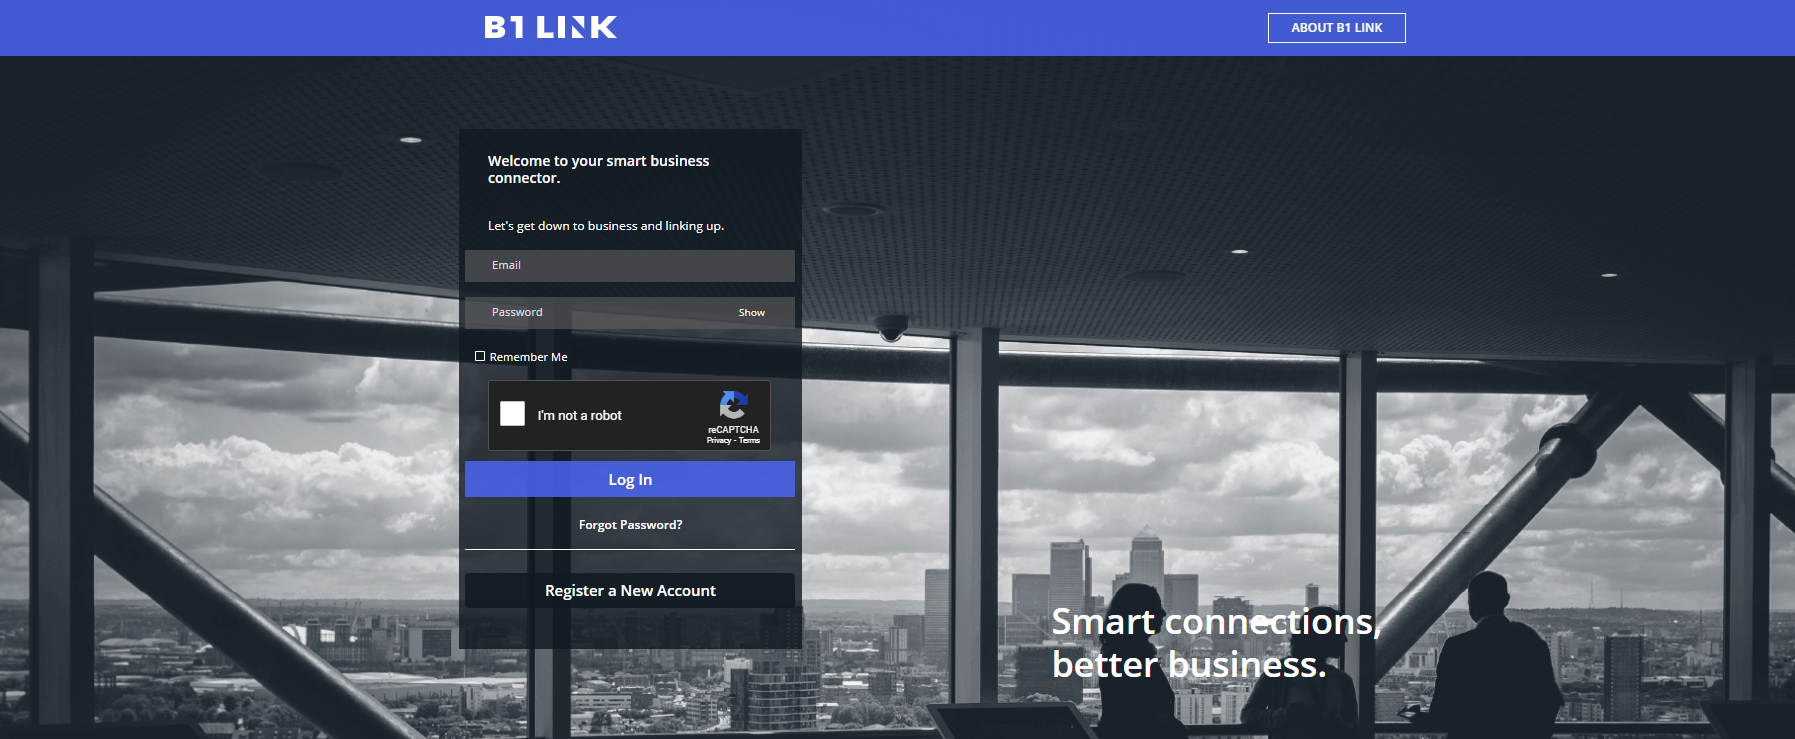 B1 LINK
ABOUT B1 LINK
Welcome to your smart business
connector.
Let's get down to business and linking up.
Email
Password
Show
Remember Me
I'm not a robot
reCAPTCHA
Privacy - Terms
Log In
Forgot Password?
Register a New Account
Smart connections,
better business.